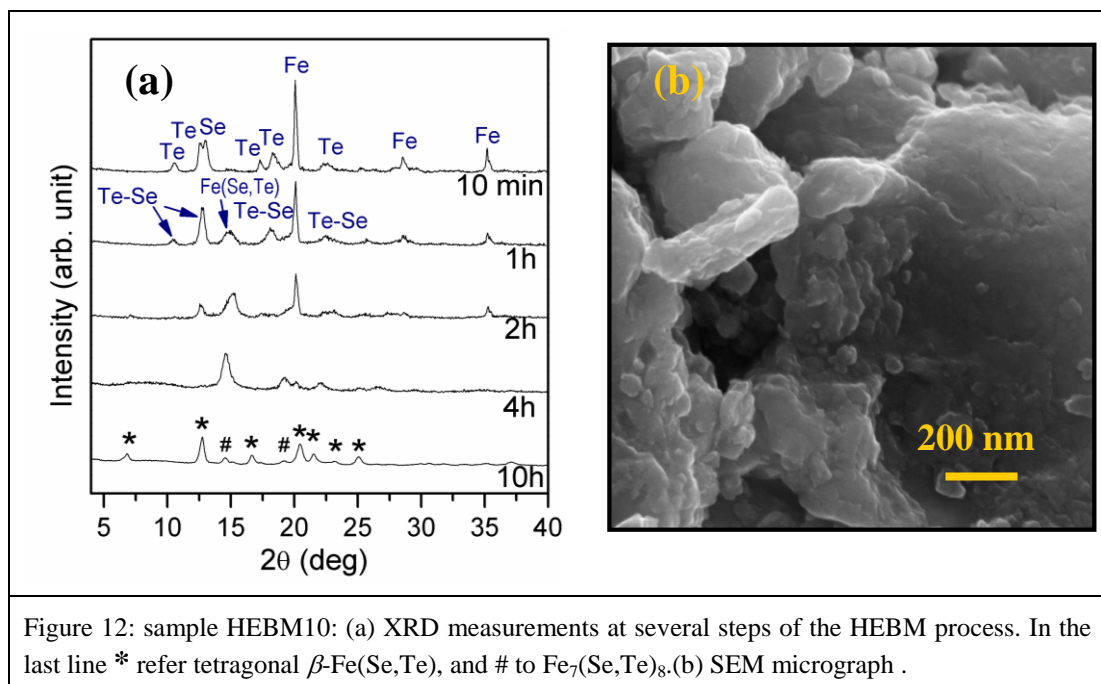 (a)
Fe
Te Te Se Te Te Te Fe Fe
10 min
Te-Se Fe(Se,Te) Te-Se Te-Se
1h
2h
4h
* * # * # * * * *
10h
Intensity (arb. unit)
5 10 15 20 25 30 35 40
2θ (deg)
(b)
200 nm
Figure 12: sample HEBM10: (a) XRD measurements at several steps of the HEBM process. In the
last line * refer tetragonal β-Fe(Se,Te), and # to Fe₇(Se,Te)₈.(b) SEM micrograph .